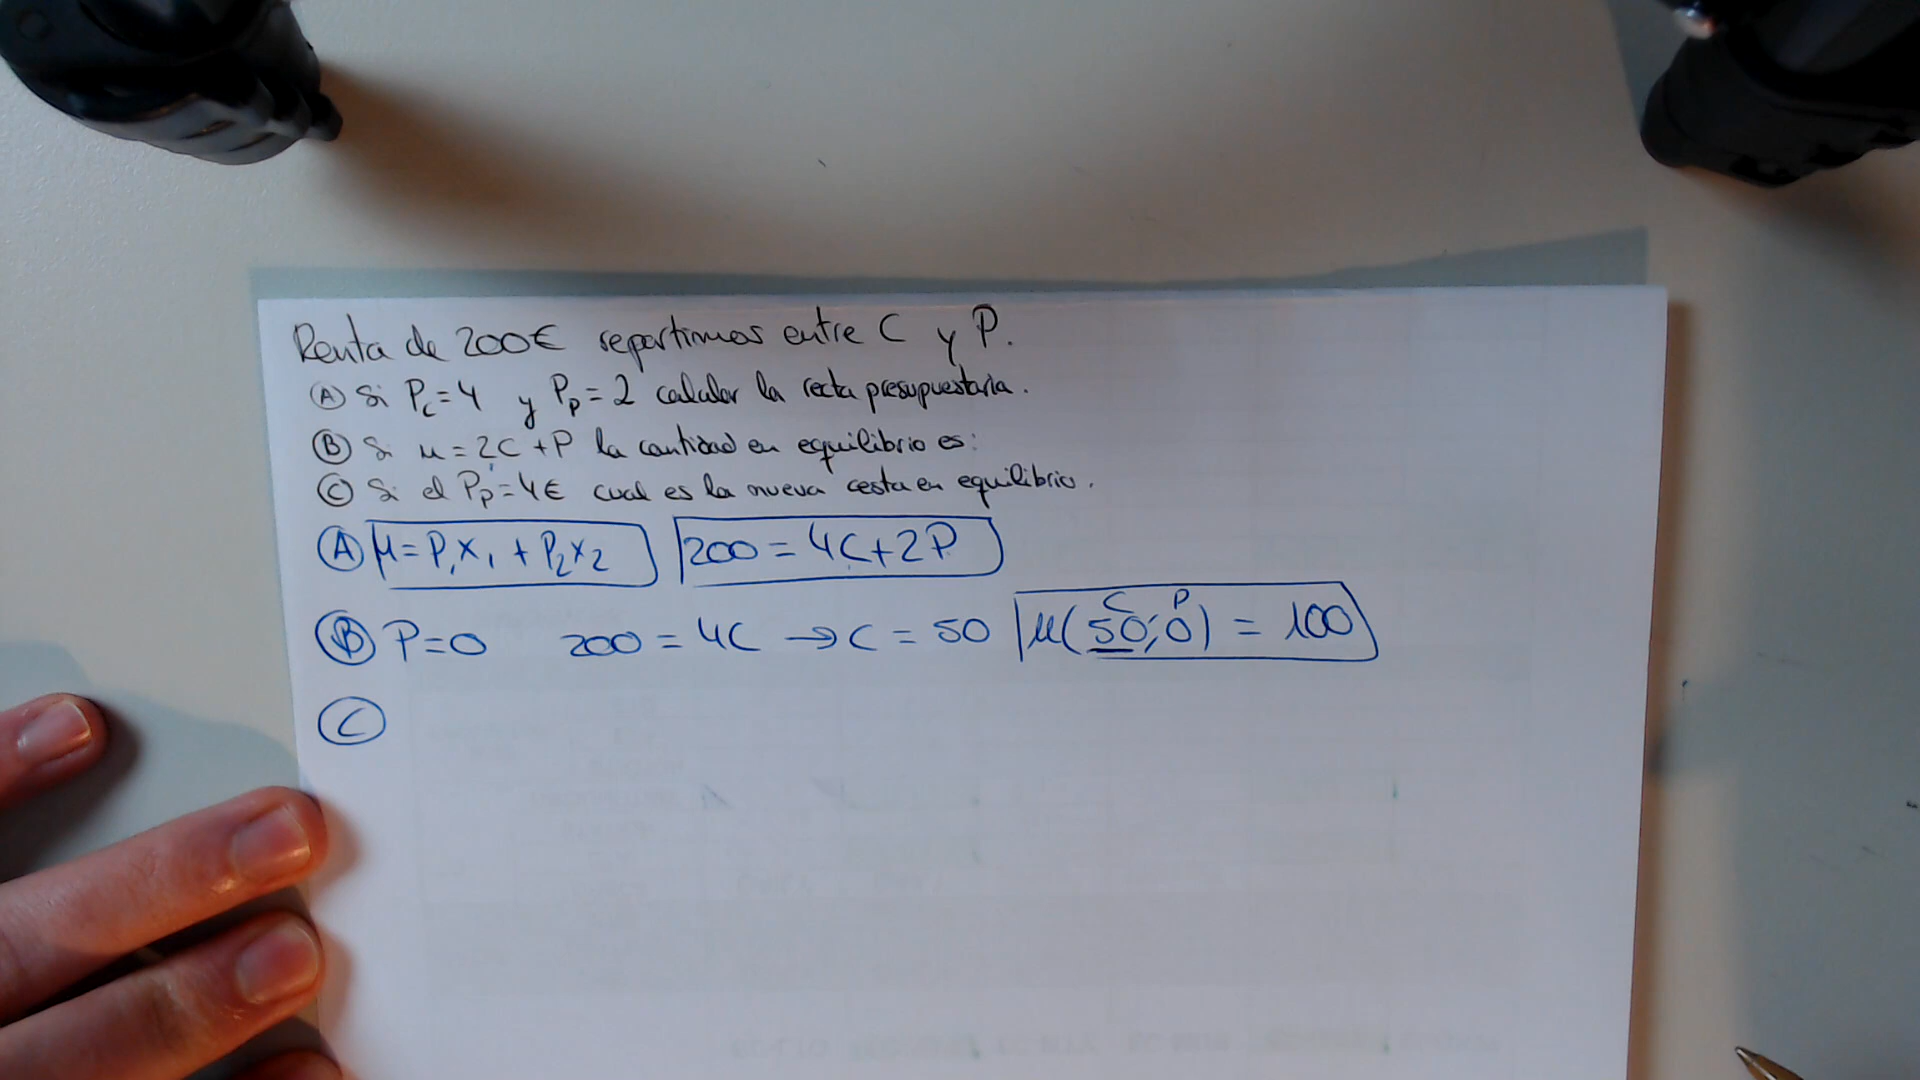 Renta de 200€ repartimos entre C y P.
Ⓐ Si Pc=4 y Pp=2 calcular la recta presupuestaria.
Ⓑ Si u=2C+P la cantidad en equilibrio es:
Ⓒ Si el Pp=4€ cual es la nueva cesta en equilibrio.
Ⓐ M=P₁x₁+P₂x₂ 200=4C+2P
C P
Ⓑ P=0 200=4C→C=50 u(50;0)=100
Ⓒ